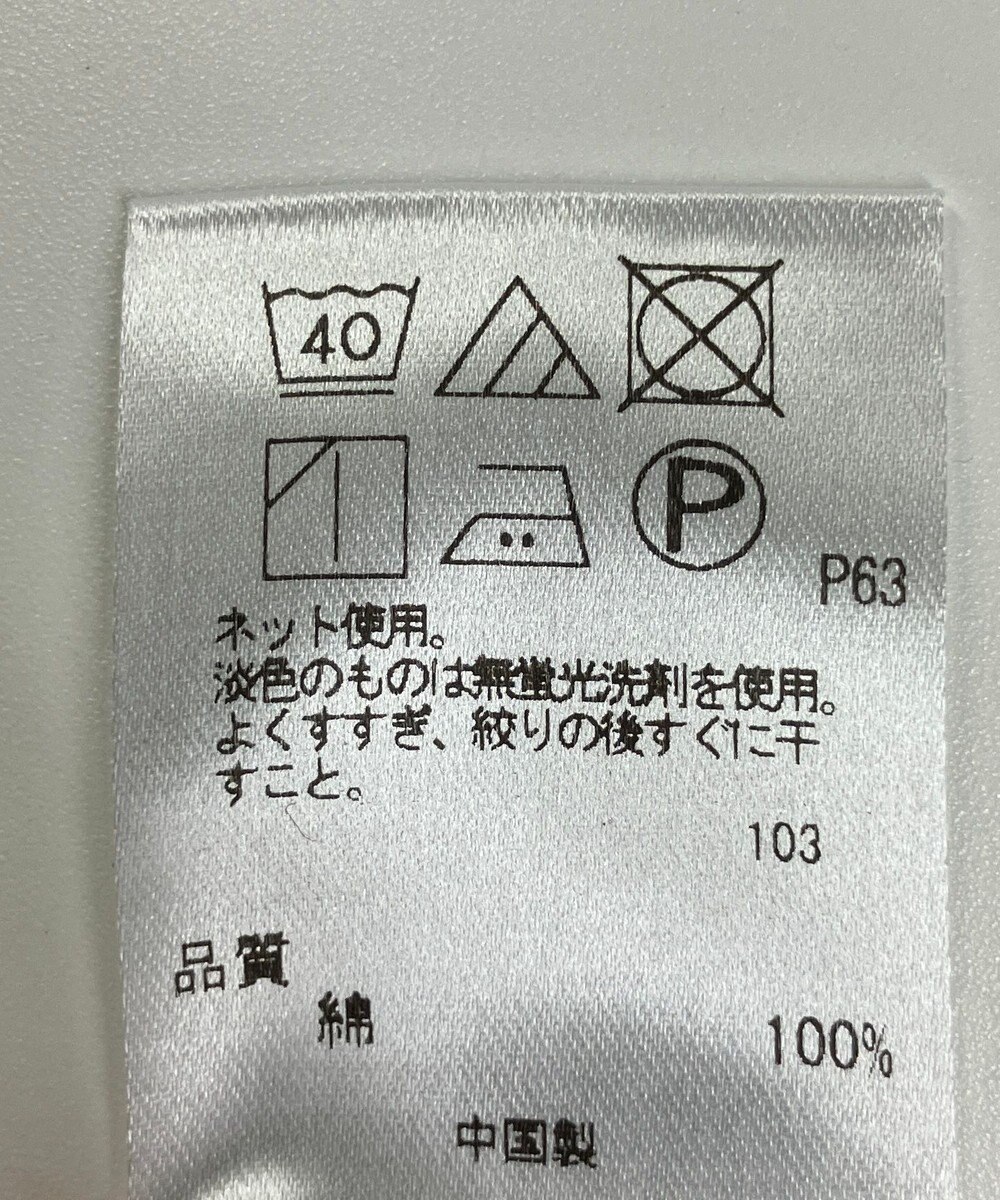 40
P
P63
ネット使用。
淡色のものは無蛍光洗剤を使用。
よくすすぎ、絞りの後すぐに干
すこと。
103
品質
綿 100%
中国製